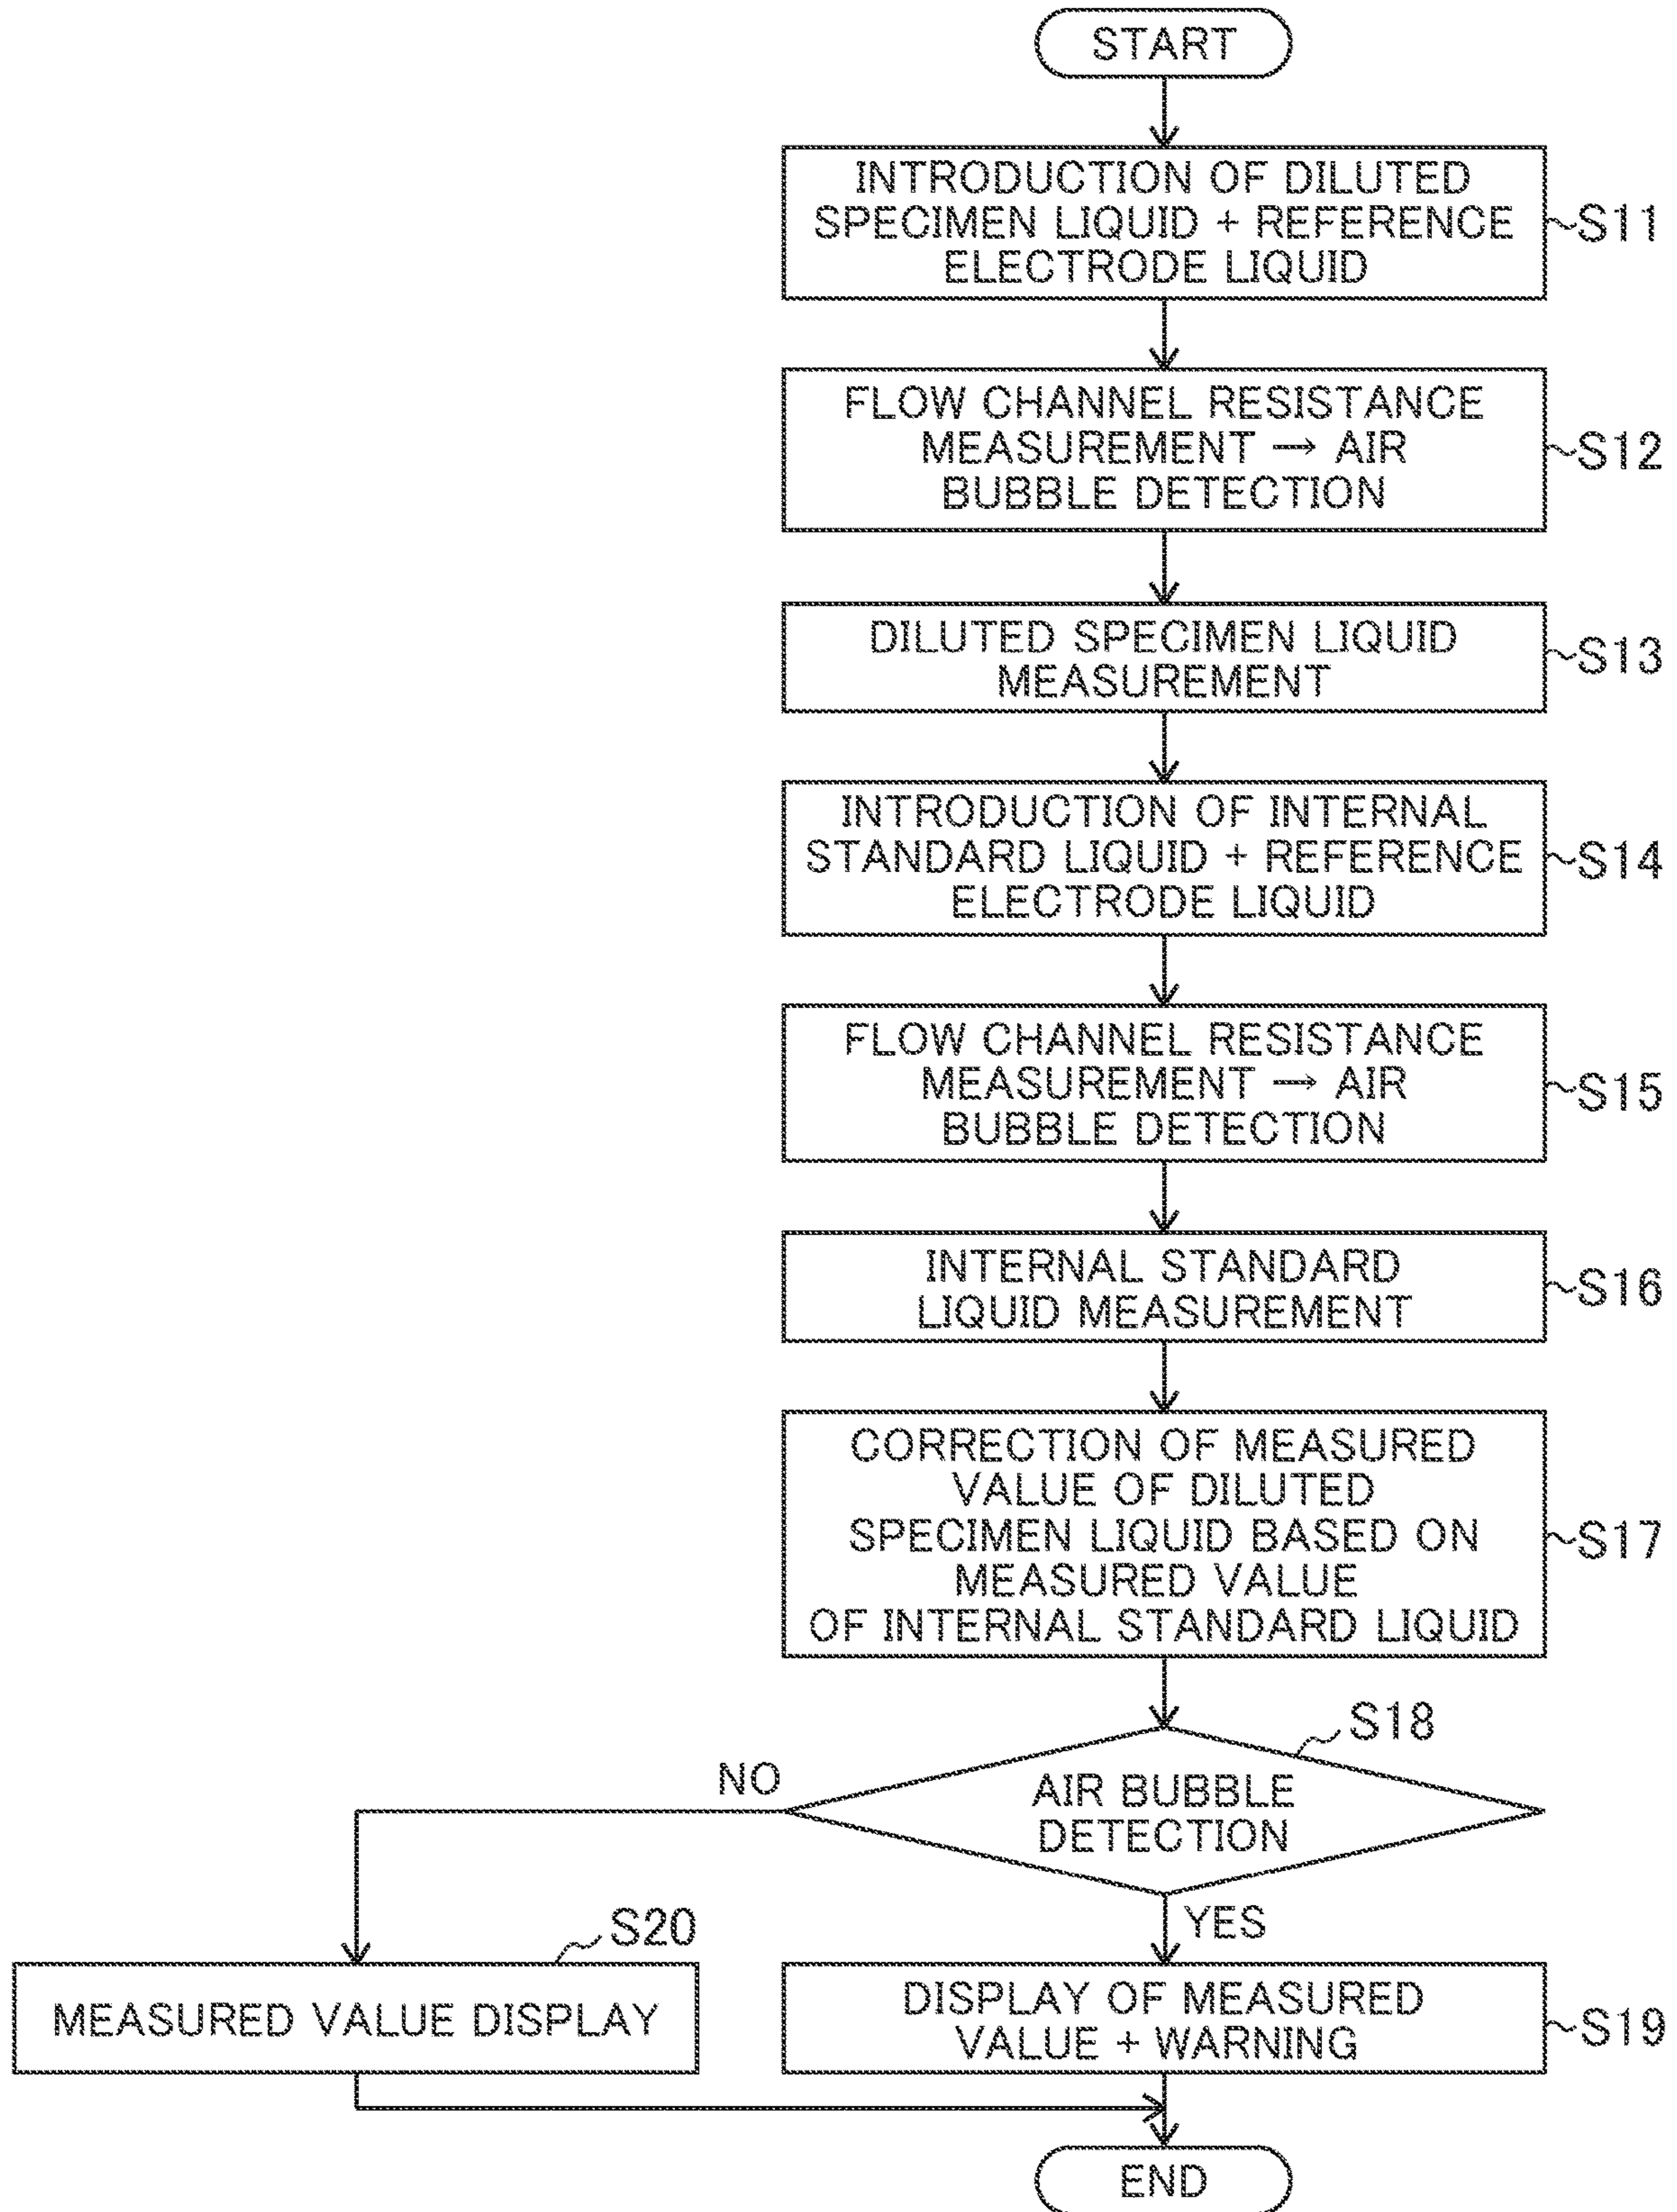 START
INTRODUCTION OF DILUTED
SPECIMEN LIQUID + REFERENCE
ELECTRODE LIQUID
S11
FLOW CHANNEL RESISTANCE
MEASUREMENT → AIR
BUBBLE DETECTION
S12
DILUTED SPECIMEN LIQUID
MEASUREMENT
S13
INTRODUCTION OF INTERNAL
STANDARD LIQUID + REFERENCE
ELECTRODE LIQUID
S14
FLOW CHANNEL RESISTANCE
MEASUREMENT → AIR
BUBBLE DETECTION
S15
INTERNAL STANDARD
LIQUID MEASUREMENT
S16
CORRECTION OF MEASURED
VALUE OF DILUTED
SPECIMEN LIQUID BASED ON
MEASURED VALUE
OF INTERNAL STANDARD LIQUID
S17
S18
NO
AIR BUBBLE
DETECTION
YES
S20
MEASURED VALUE DISPLAY
DISPLAY OF MEASURED
VALUE + WARNING
S19
END